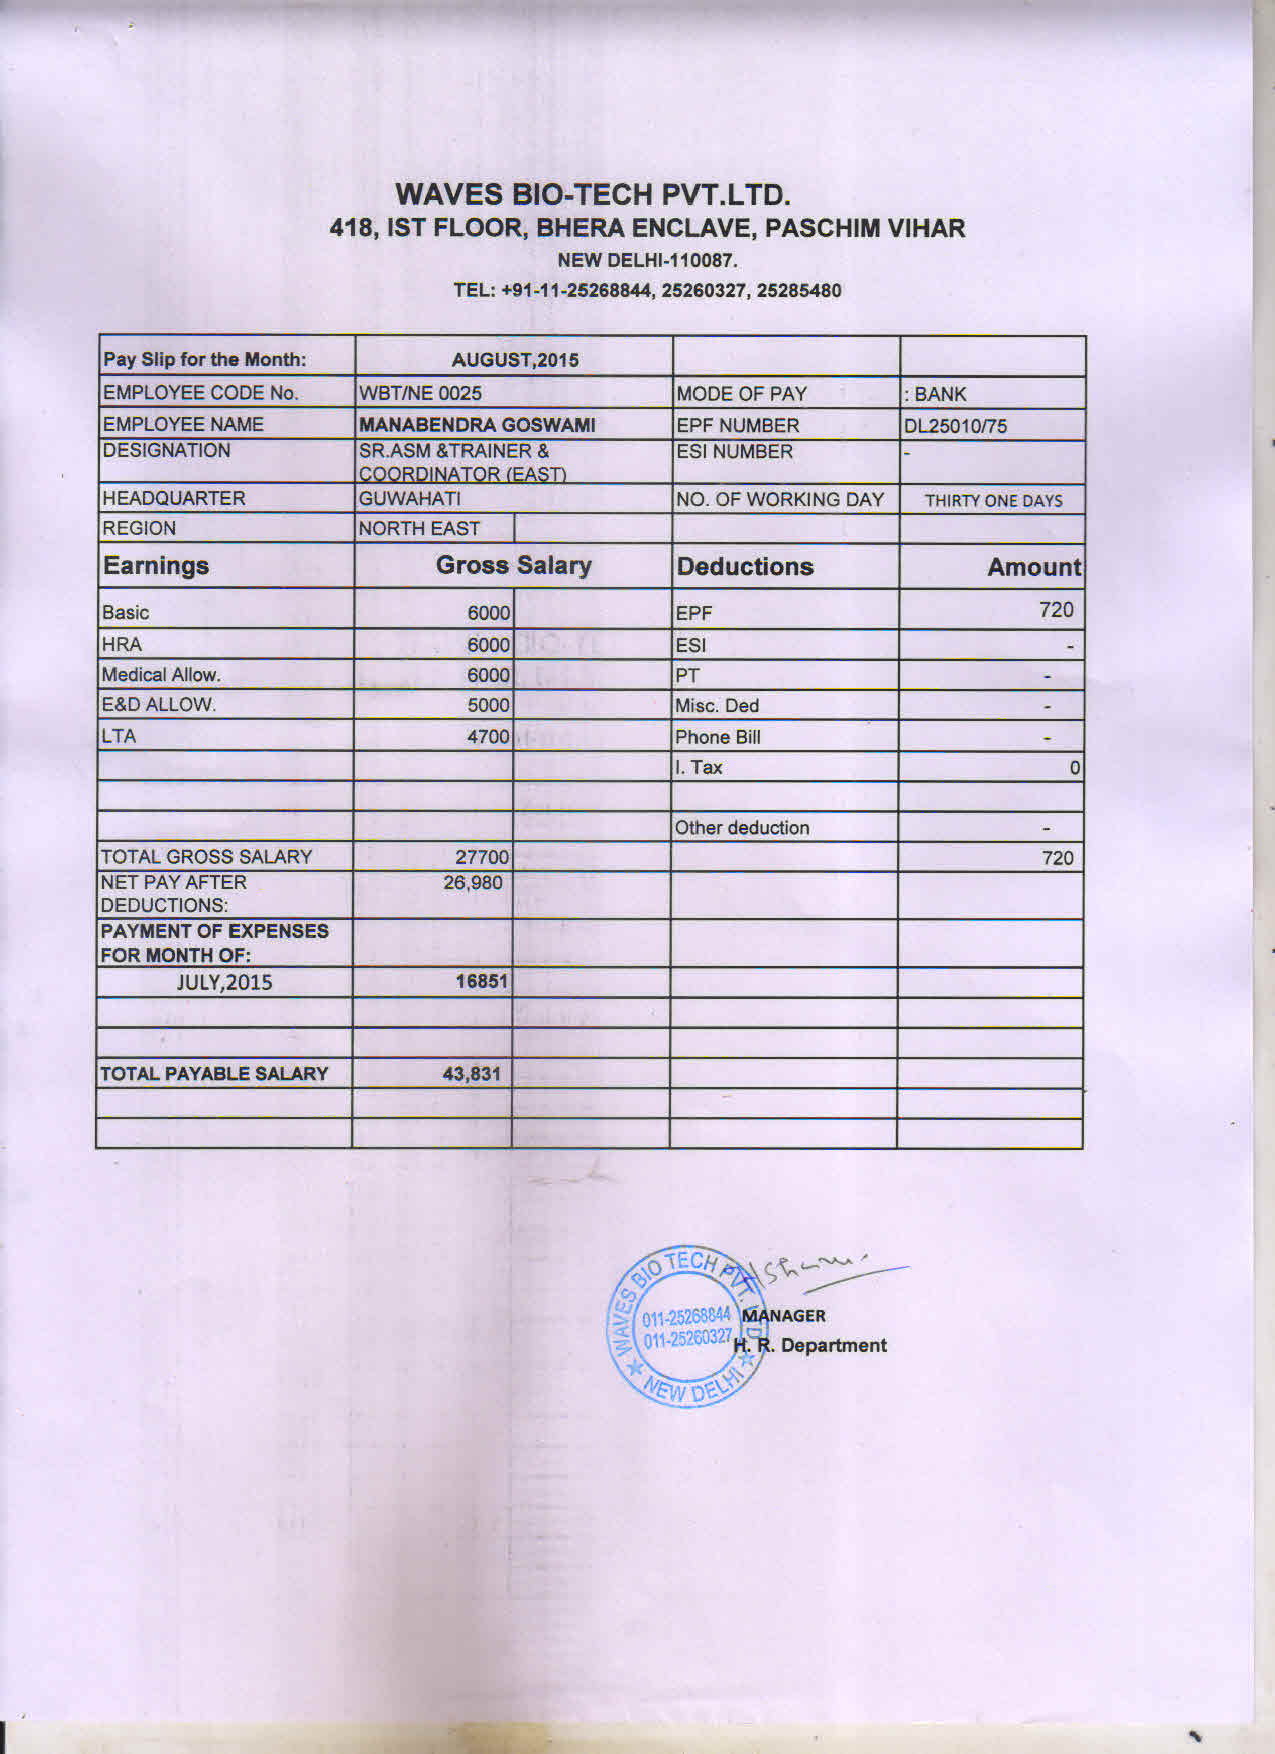 WAVES BIO-TECH PVT.LTD.
418, IST FLOOR, BHERA ENCLAVE, PASCHIM VIHAR
NEW DELHI-110087.
TEL: +91-11-25268844, 25260327, 25285480
Pay Slip for the Month: AUGUST,2015
EMPLOYEE CODE No. WBT/NE 0025 MODE OF PAY : BANK
EMPLOYEE NAME MANABENDRA GOSWAMI EPF NUMBER DL25010/75
DESIGNATION SR.ASM &TRAINER & ESI NUMBER -
COORDINATOR (EAST)
HEADQUARTER GUWAHATI NO. OF WORKING DAY THIRTY ONE DAYS
REGION NORTH EAST
Earnings Gross Salary Deductions Amount
Basic 6000 EPF 720
HRA 6000 ESI -
Medical Allow. 6000 PT -
E&D ALLOW. 5000 Misc. Ded -
LTA 4700 Phone Bill -
I. Tax 0
Other deduction -
TOTAL GROSS SALARY 27700 720
NET PAY AFTER 26,980
DEDUCTIONS:
PAYMENT OF EXPENSES
FOR MONTH OF:
JULY,2015 16851
TOTAL PAYABLE SALARY 43,831
WAVES BIO TECH PVT. LTD.
011-25268844
011-25260327
★ NEW DELHI ★
MANAGER
H. R. Department